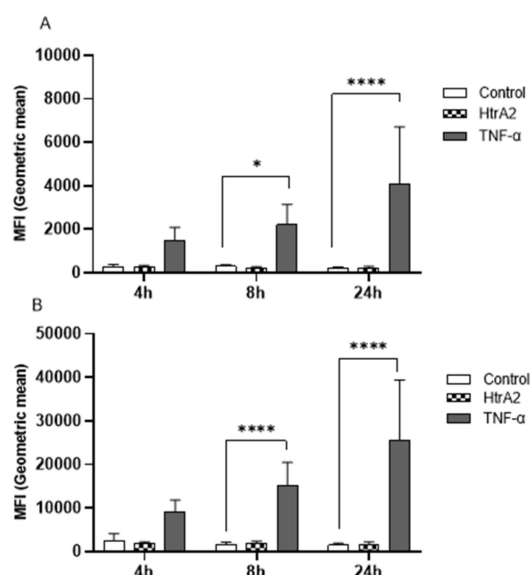 A
MFI (Geometric mean)
10000
8000
6000
4000
2000
0
*
****
4h
8h
24h
Control
HtrA2
TNF-α
B
MFI (Geometric mean)
50000
40000
30000
20000
10000
0
****
****
4h
8h
24h
Control
HtrA2
TNF-α